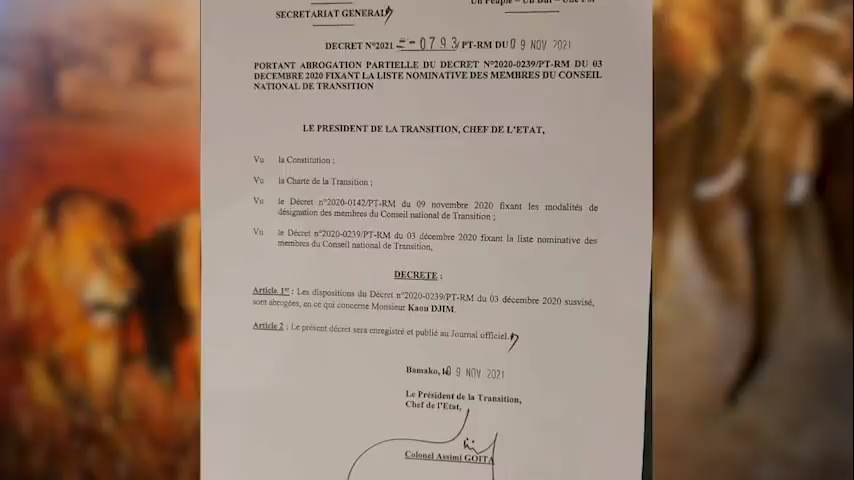 SECRETARIAT GENERAL
Un Peuple – Un But – Une Foi
DECRET N°2021 - 0793/PT-RM DU 09 NOV 2021
PORTANT ABROGATION PARTIELLE DU DECRET N°2020-0239/PT-RM DU 03
DECEMBRE 2020 FIXANT LA LISTE NOMINATIVE DES MEMBRES DU CONSEIL
NATIONAL DE TRANSITION
LE PRESIDENT DE LA TRANSITION, CHEF DE L'ETAT,
Vu la Constitution ;
Vu la Charte de la Transition ;
Vu le Décret n°2020-0142/PT-RM du 09 novembre 2020 fixant les modalités de
désignation des membres du Conseil national de Transition ;
Vu le Décret n°2020-0239/PT-RM du 03 décembre 2020 fixant la liste nominative des
membres du Conseil national de Transition,
DECRETE :
Article 1er : Les dispositions du Décret n°2020-0239/PT-RM du 03 décembre 2020 susvisé,
sont abrogées, en ce qui concerne Monsieur Kaou DJIM.
Article 2 : Le présent décret sera enregistré et publié au Journal officiel.
Bamako, le 09 NOV 2021
Le Président de la Transition,
Chef de l'Etat,
Colonel Assimi GOITA